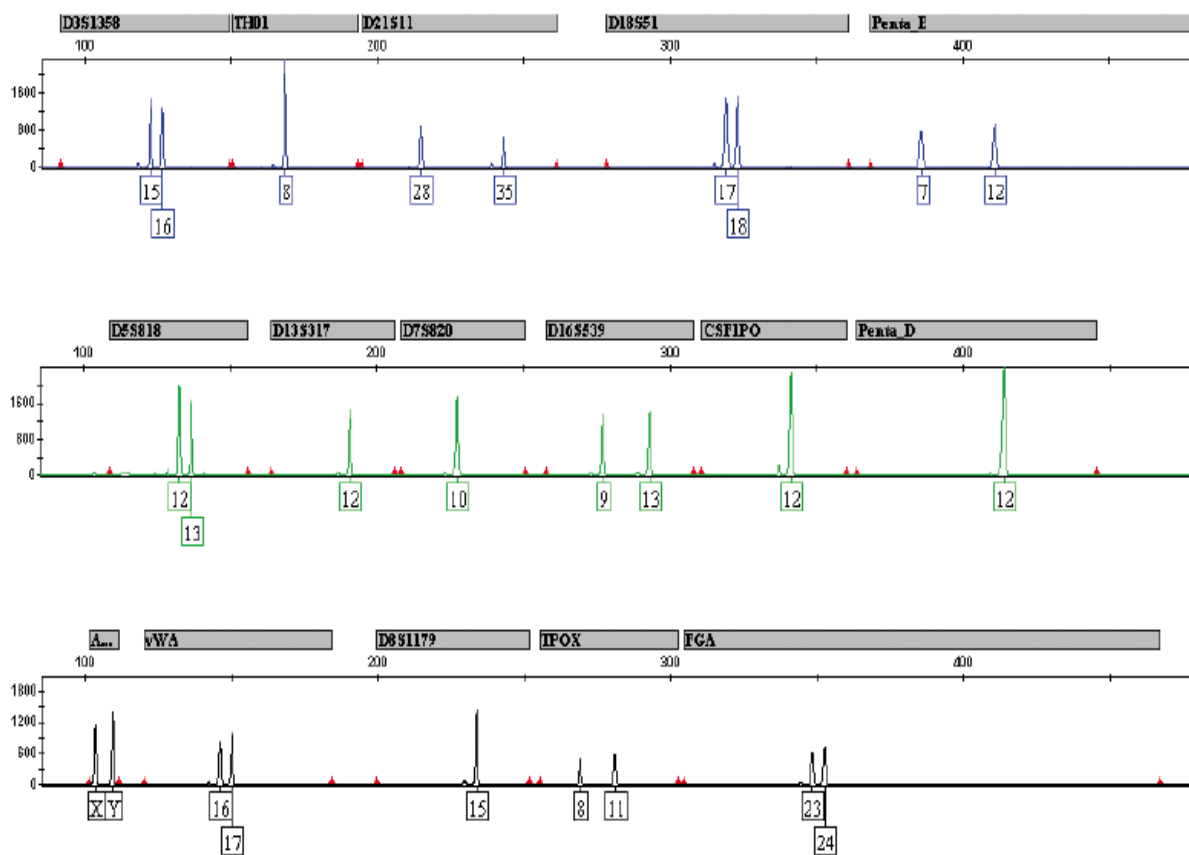 D3S1358 TH01 D21S11 D18S51 Penta_E
100 200 300 400
1600
800
0
15 8 28 35 17 7 12
16 18
D5S818 D13S317 D7S820 D16S539 CSF1PO Penta_D
100 200 300 400
1600
800
0
12 12 10 9 13 12 12
13
A... vWA D8S1179 TPOX FGA
100 200 300 400
1800
1200
600
0
X Y 16 15 8 11 23
17 24